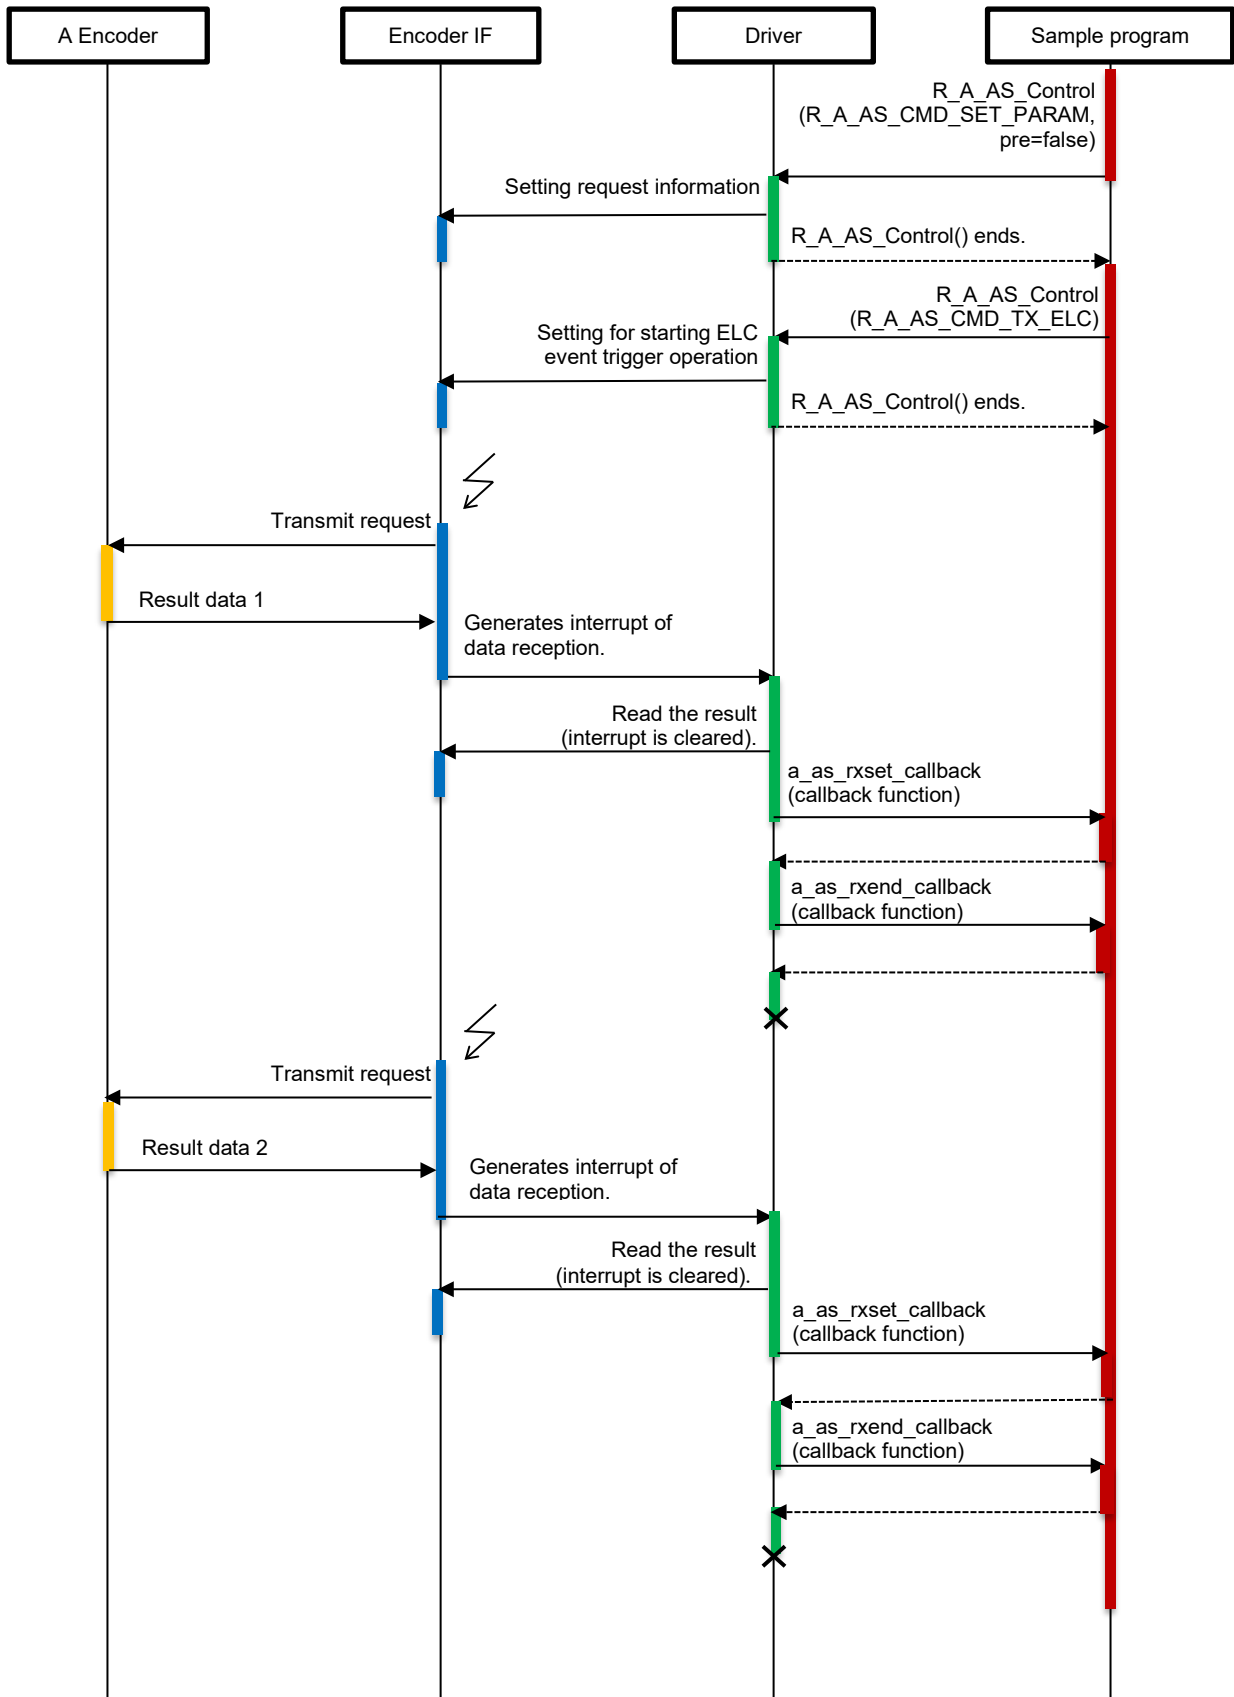 A Encoder
Encoder IF
Driver
Sample program
R_A_AS_Control
(R_A_AS_CMD_SET_PARAM,
pre=false)
Setting request information
R_A_AS_Control() ends.
R_A_AS_Control
(R_A_AS_CMD_TX_ELC)
Setting for starting ELC
event trigger operation
R_A_AS_Control() ends.
Transmit request
Result data 1
Generates interrupt of
data reception.
Read the result
(interrupt is cleared).
a_as_rxset_callback
(callback function)
a_as_rxend_callback
(callback function)
Transmit request
Result data 2
Generates interrupt of
data reception.
Read the result
(interrupt is cleared).
a_as_rxset_callback
(callback function)
a_as_rxend_callback
(callback function)